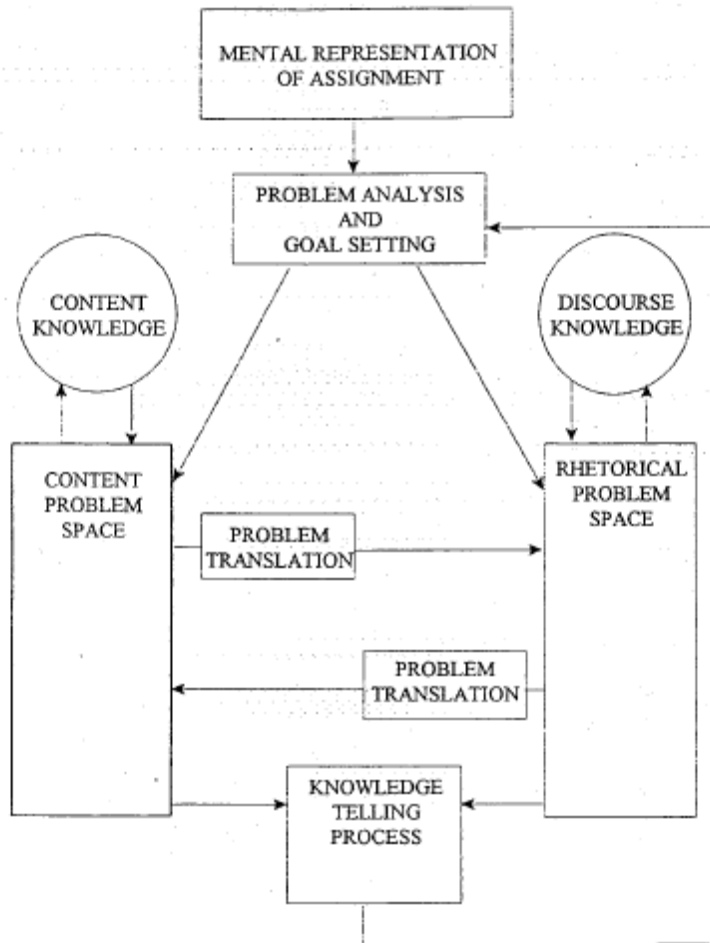 MENTAL REPRESENTATION
OF ASSIGNMENT
PROBLEM ANALYSIS
AND
GOAL SETTING
CONTENT
KNOWLEDGE
DISCOURSE
KNOWLEDGE
CONTENT
PROBLEM
SPACE
RHETORICAL
PROBLEM
SPACE
PROBLEM
TRANSLATION
PROBLEM
TRANSLATION
KNOWLEDGE
TELLING
PROCESS